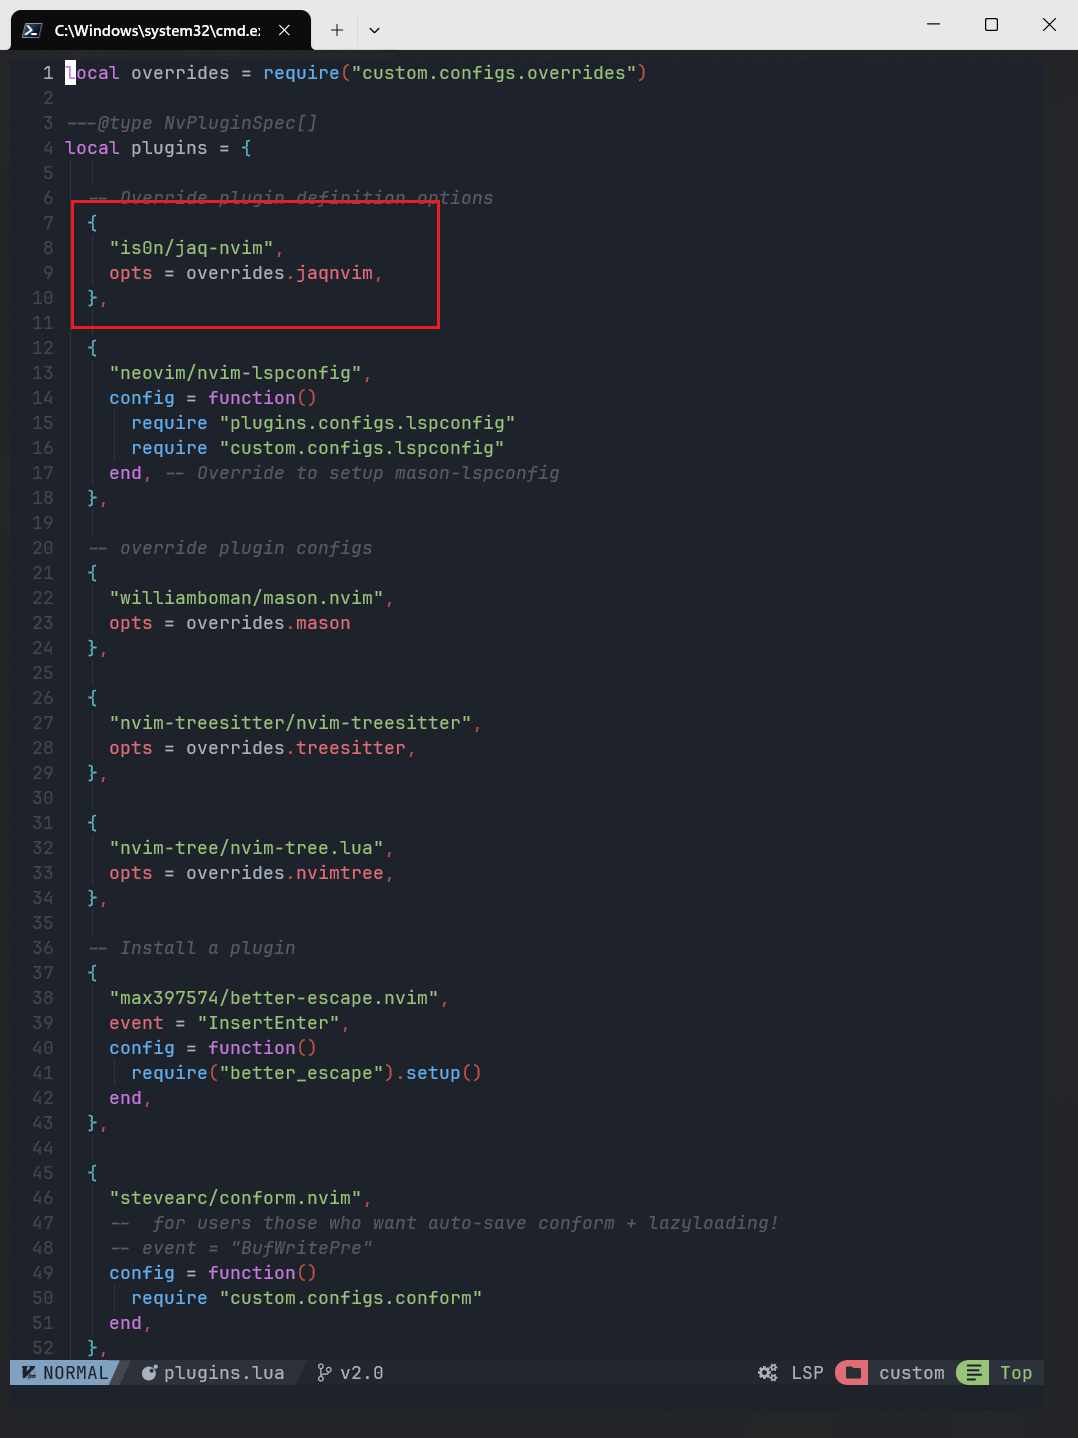 C:\Windows\system32\cmd.e
1 local overrides = require("custom.configs.overrides")
2
3 ---@type NvPluginSpec[]
4 local plugins = {
5
6 -- Override plugin definition options
7 {
8 "is0n/jaq-nvim",
9 opts = overrides.jaqnvim,
10 },
11
12 {
13 "neovim/nvim-lspconfig",
14 config = function()
15 require "plugins.configs.lspconfig"
16 require "custom.configs.lspconfig"
17 end, -- Override to setup mason-lspconfig
18 },
19
20 -- override plugin configs
21 {
22 "williamboman/mason.nvim",
23 opts = overrides.mason
24 },
25
26 {
27 "nvim-treesitter/nvim-treesitter",
28 opts = overrides.treesitter,
29 },
30
31 {
32 "nvim-tree/nvim-tree.lua",
33 opts = overrides.nvimtree,
34 },
35
36 -- Install a plugin
37 {
38 "max397574/better-escape.nvim",
39 event = "InsertEnter",
40 config = function()
41 require("better_escape").setup()
42 end,
43 },
44
45 {
46 "stevearc/conform.nvim",
47 --  for users those who want auto-save conform + lazyloading!
48 -- event = "BufWritePre"
49 config = function()
50 require "custom.configs.conform"
51 end,
52 },
NORMAL plugins.lua v2.0 LSP custom Top